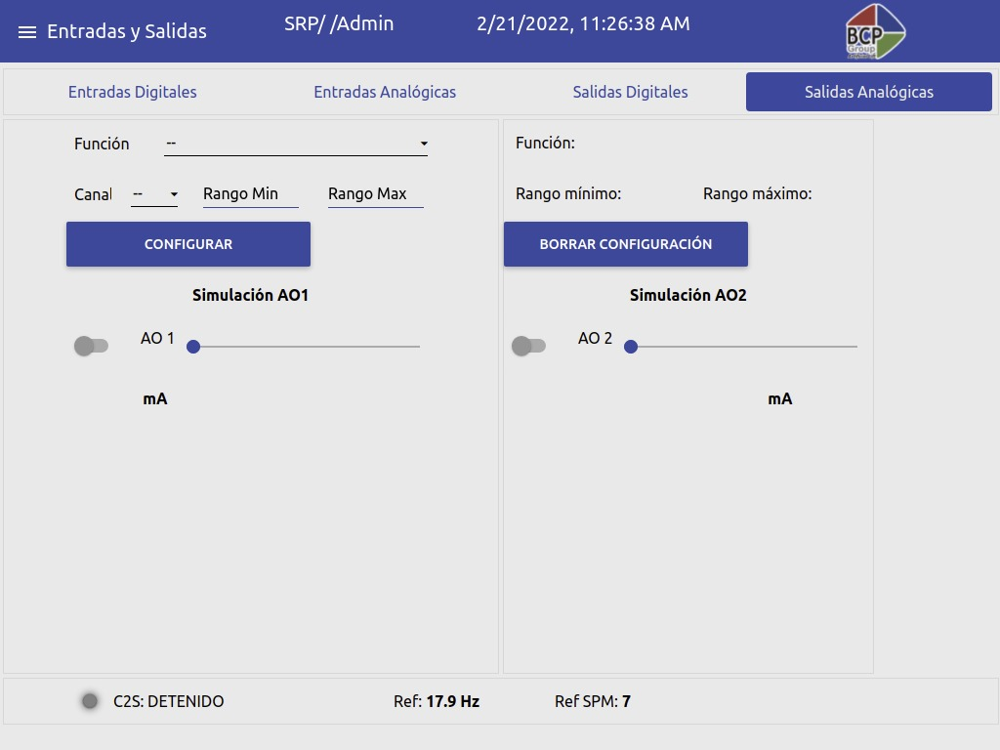 Entradas y Salidas
SRP/ /Admin
2/21/2022, 11:26:38 AM
BCP
Group
Entradas Digitales
Entradas Analógicas
Salidas Digitales
Salidas Analógicas
Función --
Canal -- Rango Min Rango Max
CONFIGURAR
Simulación AO1
AO 1
mA
Función:
Rango mínimo: Rango máximo:
BORRAR CONFIGURACIÓN
Simulación AO2
AO 2
mA
C2S: DETENIDO
Ref: 17.9 Hz
Ref SPM: 7